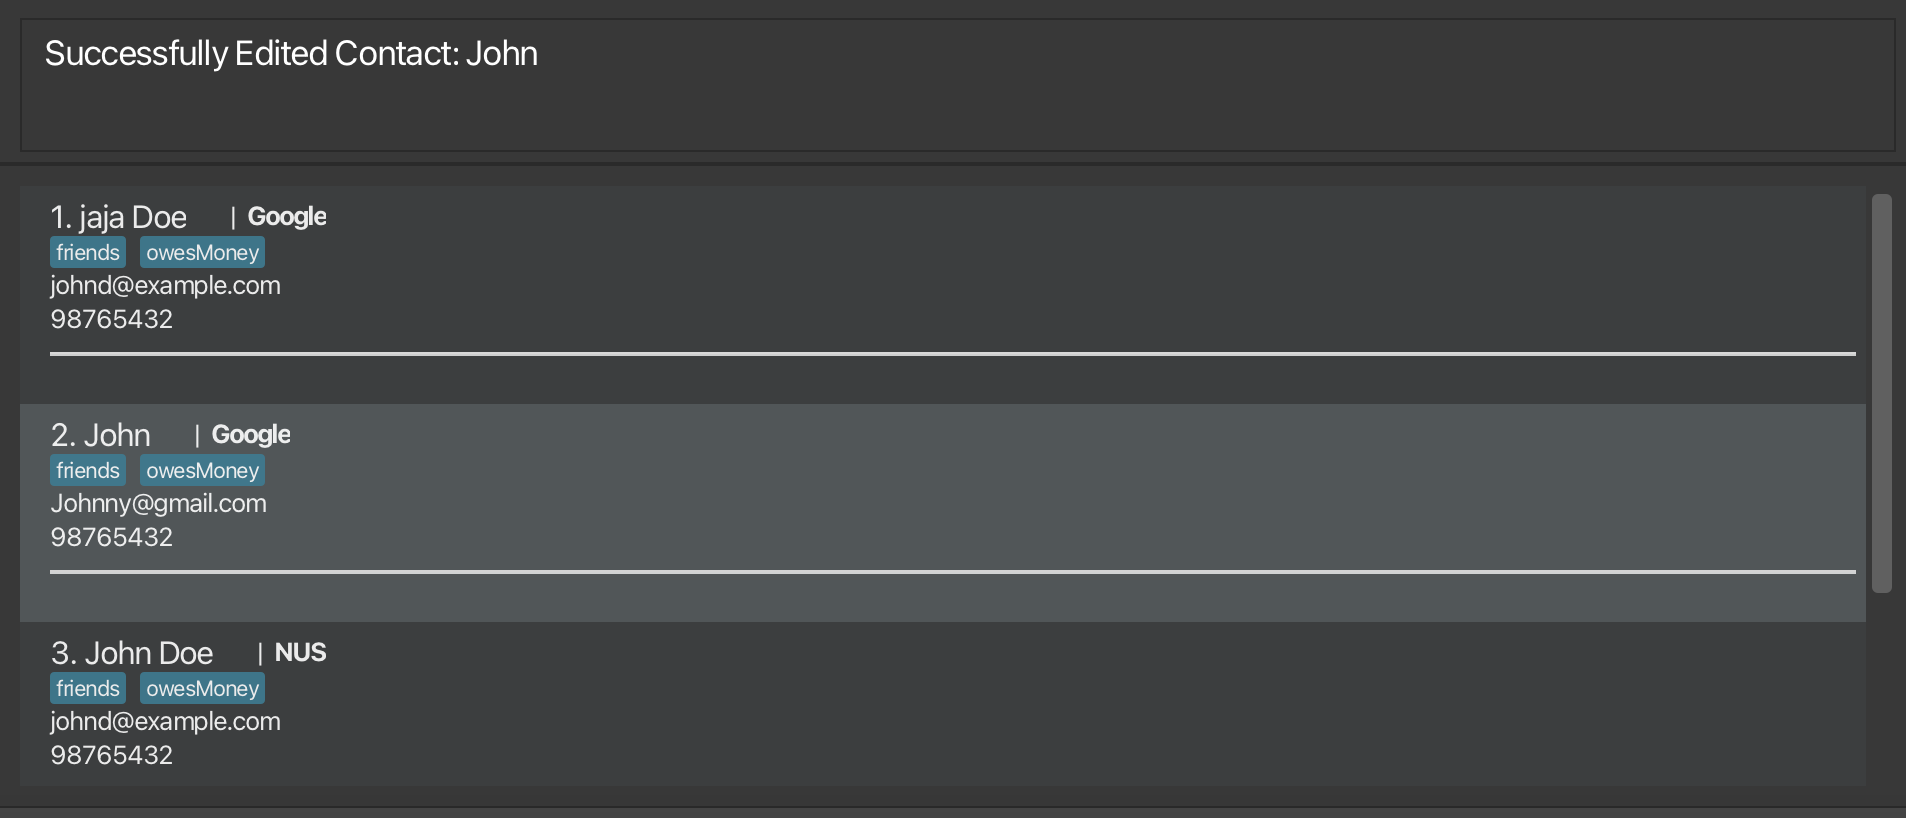 Successfully Edited Contact: John
1. jaja Doe | Google
friends owesMoney
johnd@example.com
98765432
2. John | Google
friends owesMoney
Johnny@gmail.com
98765432
3. John Doe | NUS
friends owesMoney
johnd@example.com
98765432